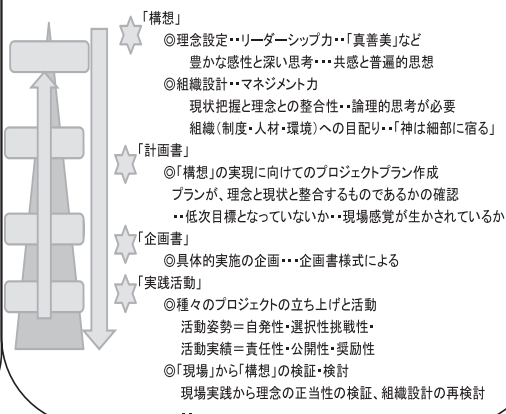 「構想」
◎理念設定・・リーダーシップ力・・「真善美」など
豊かな感性と深い思考・・・共感と普遍的思想
◎組織設計・・マネジメント力
現状把握と理念との整合性・・論理的思考が必要
組織（制度・人材・環境）への目配り・・「神は細部に宿る」
「計画書」
◎「構想」の実現に向けてのプロジェクトプラン作成
プランが、理念と現状と整合するものであるかの確認
・・低次目標となっていないか・・現場感覚が生かされているか
「企画書」
◎具体的実施の企画・・・企画書様式による
「実践活動」
◎種々のプロジェクトの立ち上げと活動
活動姿勢＝自発性・選択性挑戦性・
活動実績＝責任性・公開性・奨励性
◎「現場」から「構想」の検証・検討
現場実践から理念の正当性の検証、組織設計の再検討
・・